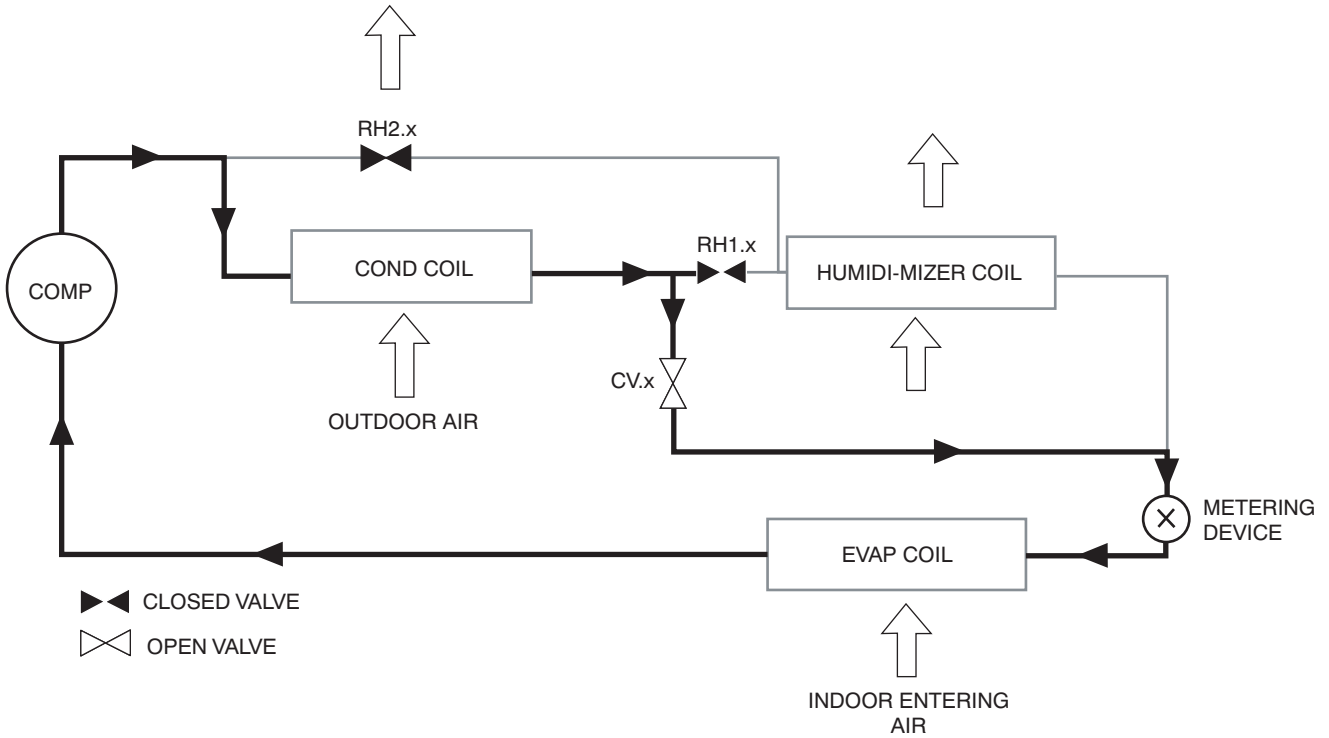 RH2.x
RH1.x
COND COIL
HUMIDI-MIZER COIL
COMP
CV.x
OUTDOOR AIR
METERING
DEVICE
EVAP COIL
CLOSED VALVE
OPEN VALVE
INDOOR ENTERING
AIR